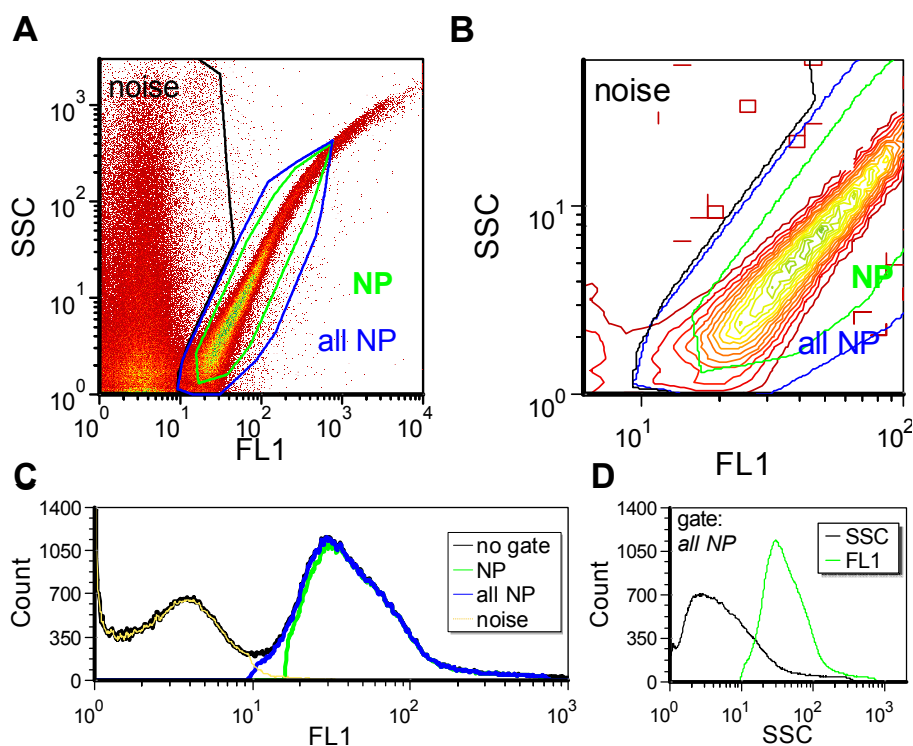 A
noise
SSC
10³
10²
10¹
10⁰
NP
all NP
10⁰ 10¹ 10² 10³ 10⁴
FL1
B
noise
SSC
10¹
10⁰
NP
all NP
10¹ 10²
FL1
C
Count
1400
1050
700
350
0
no gate
NP
all NP
noise
10⁰ 10¹ 10² 10³
FL1
D
Count
1400
1050
700
350
0
gate:
all NP
SSC
FL1
10⁰ 10¹ 10² 10³
SSC